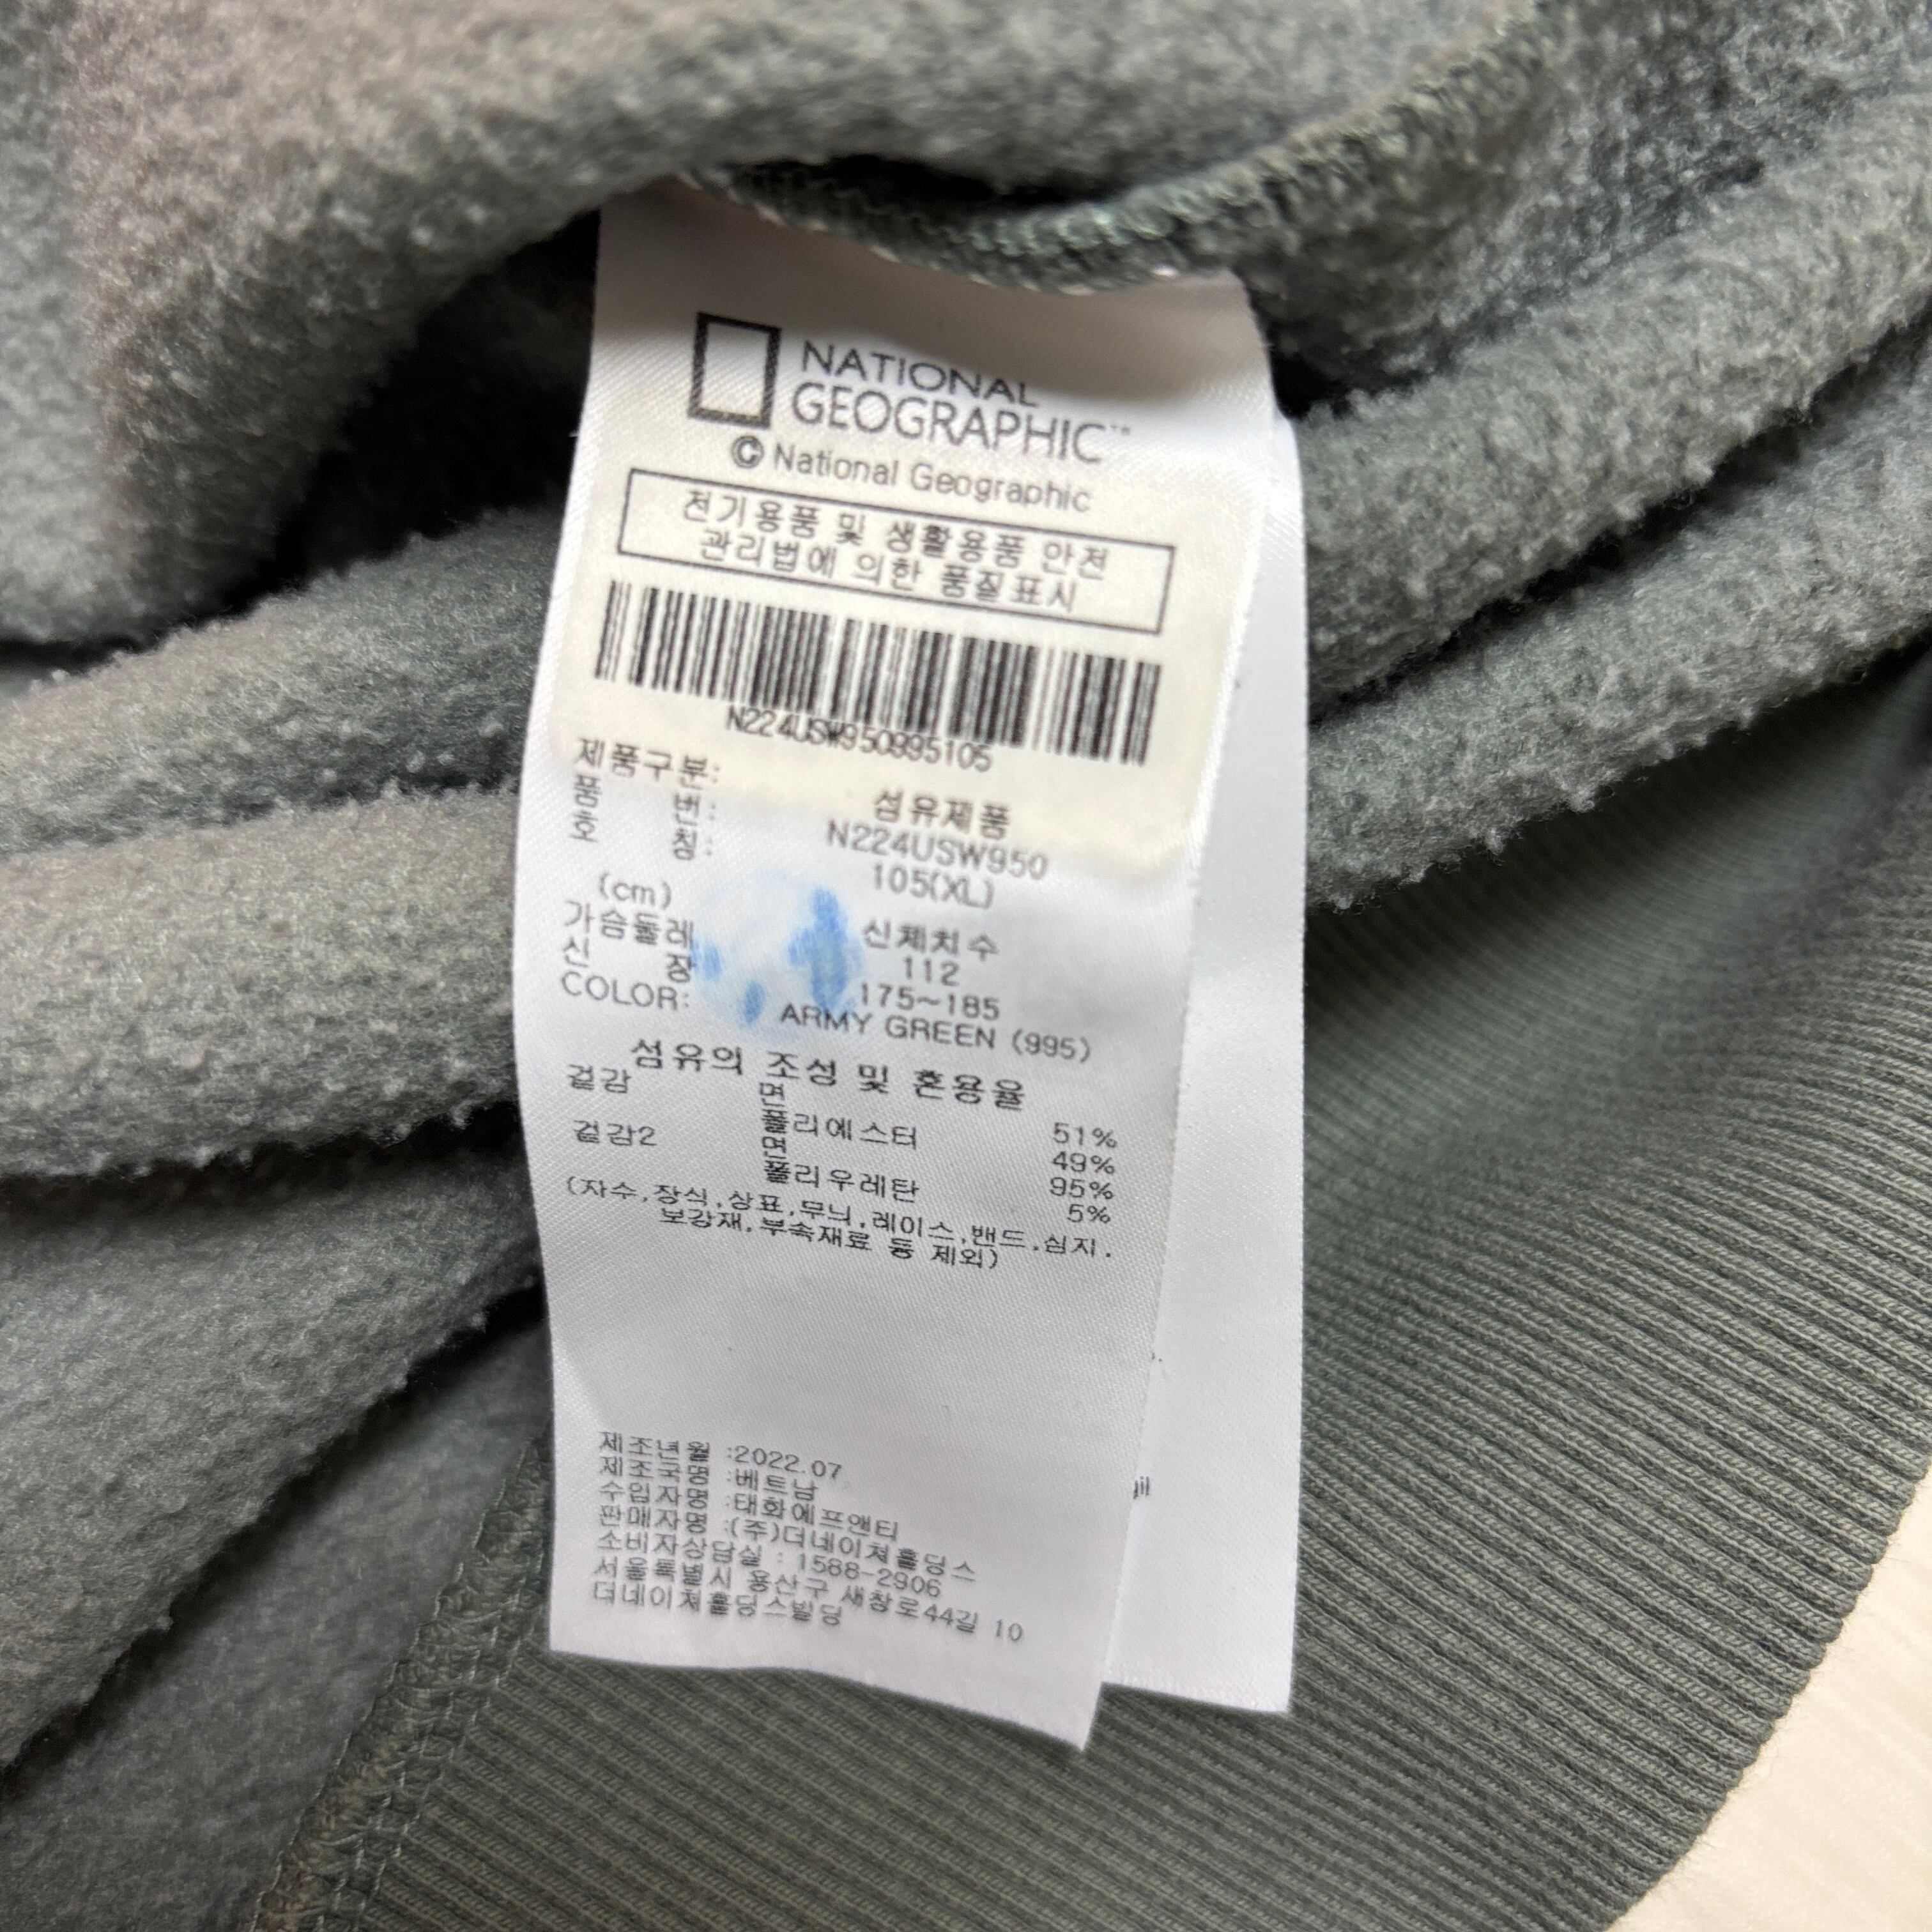 NATIONAL
GEOGRAPHIC™
© National Geographic
전기용품 및 생활용품 안전
관리법에 의한 품질표시
N224USW950995105
제품구분: 섬유제품
품 번: N224USW950
호 칭: 105(XL)
(cm) 신체치수
가슴둘레 112
신 장 175~185
COLOR: ARMY GREEN (995)
섬유의 조성 및 혼용율
겉감 면 51%
폴리에스터 49%
겉감2 면 95%
폴리우레탄 5%
(자수,장식,상표,무늬,레이스,밴드,심지,
보강재,부속재료 등 제외)
제조년월 :2022.07
제조국명 :베트남
수입자명 :태화에프앤티
판매자명 :(주)더네이쳐홀딩스
소비자상담실 : 1588-2906
서울특별시 용산구 새창로44길 10
더네이쳐홀딩스빌딩